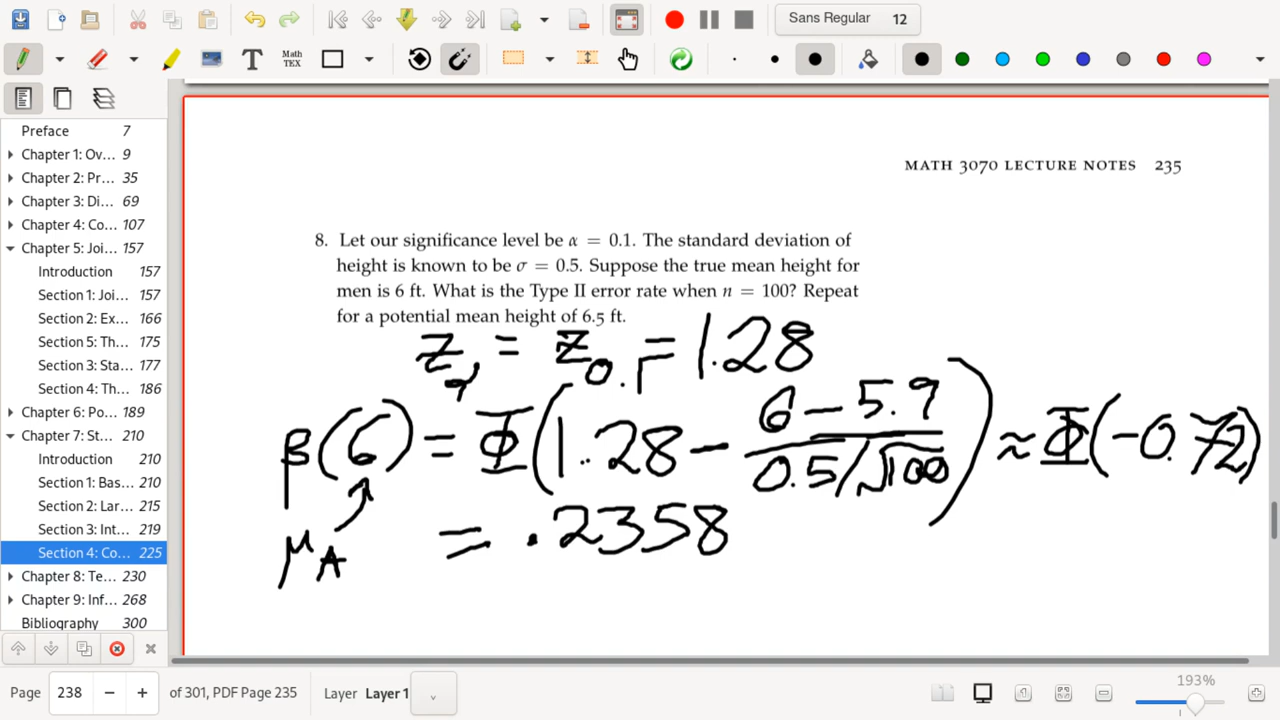 Sans Regular 12
T Math TEX
Preface 7
Chapter 1: Ov... 9
Chapter 2: Pr... 35
Chapter 3: Di... 69
Chapter 4: Co... 107
Chapter 5: Joi... 157
Introduction 157
Section 1: Joi... 157
Section 2: Ex... 166
Section 5: Th... 175
Section 3: Sta... 177
Section 4: Th... 186
Chapter 6: Po... 189
Chapter 7: St... 210
Introduction 210
Section 1: Bas... 210
Section 2: Lar... 215
Section 3: Int... 219
Section 4: Co... 225
Chapter 8: Te... 230
Chapter 9: Inf... 268
Bibliography 300
MATH 3070 LECTURE NOTES 235
8. Let our significance level be α = 0.1. The standard deviation of
height is known to be σ = 0.5. Suppose the true mean height for
men is 6 ft. What is the Type II error rate when n = 100? Repeat
for a potential mean height of 6.5 ft.
z_α = z_0.1 = 1.28
β(6) = Φ(1.28 − (6 − 5.9)/(0.5/√100)) ≈ Φ(−0.72)
= .2358
μ_A
Page 238 − + of 301, PDF Page 235 Layer Layer 1 193%